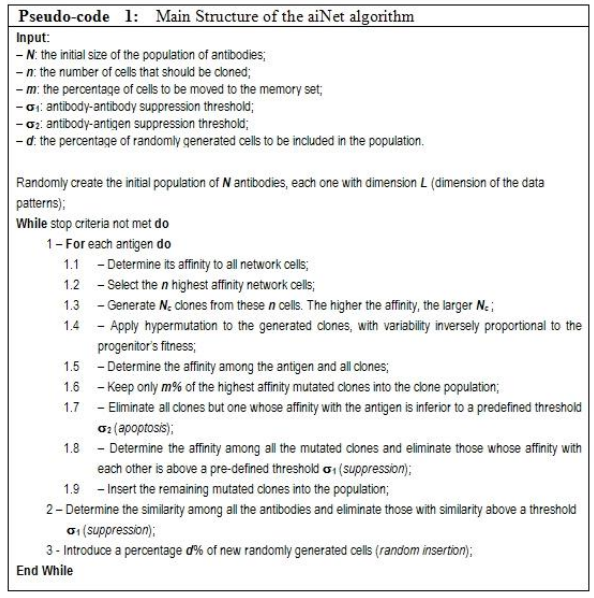 Pseudo-code 1: Main Structure of the aiNet algorithm
Input:
– N: the initial size of the population of antibodies;
– n: the number of cells that should be cloned;
– m: the percentage of cells to be moved to the memory set;
– σ₁: antibody-antibody suppression threshold;
– σ₂: antibody-antigen suppression threshold;
– d: the percentage of randomly generated cells to be included in the population.
Randomly create the initial population of N antibodies, each one with dimension L (dimension of the data
patterns);
While stop criteria not met do
1 – For each antigen do
1.1 – Determine its affinity to all network cells;
1.2 – Select the n highest affinity network cells;
1.3 – Generate Nc clones from these n cells. The higher the affinity, the larger Nc;
1.4 – Apply hypermutation to the generated clones, with variability inversely proportional to the
progenitor's fitness;
1.5 – Determine the affinity among the antigen and all clones;
1.6 – Keep only m% of the highest affinity mutated clones into the clone population;
1.7 – Eliminate all clones but one whose affinity with the antigen is inferior to a predefined threshold
σ₂ (apoptosis);
1.8 – Determine the affinity among all the mutated clones and eliminate those whose affinity with
each other is above a pre-defined threshold σ₁ (suppression);
1.9 – Insert the remaining mutated clones into the population;
2 – Determine the similarity among all the antibodies and eliminate those with similarity above a threshold
σ₁ (suppression);
3 - Introduce a percentage d% of new randomly generated cells (random insertion);
End While